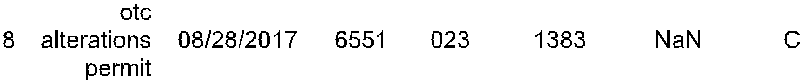 otc
8 alterations 08/28/2017 6551 023 1383 NaN C
permit